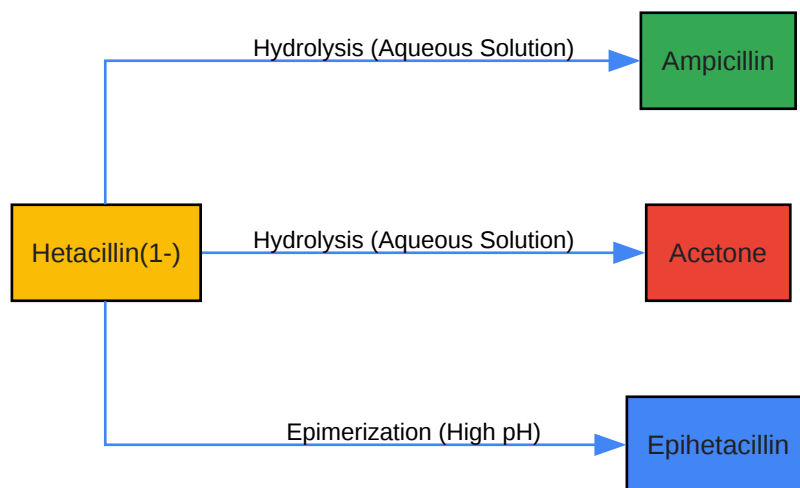 Hydrolysis (Aqueous Solution)
Ampicillin
Hetacillin(1-)
Hydrolysis (Aqueous Solution)
Acetone
Epimerization (High pH)
Epihetacillin